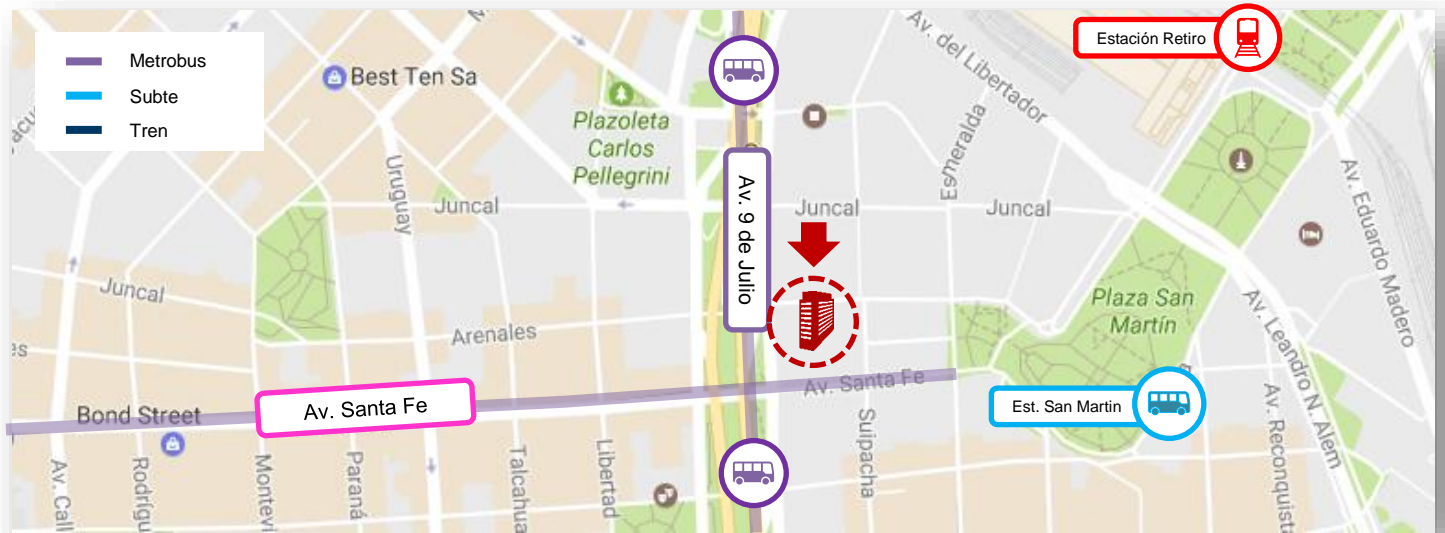 Metrobus
Subte
Tren
Best Ten Sa
Plazoleta
Carlos
Pellegrini
Av. del Libertador
Estación Retiro
Uruguay
Juncal
Av. 9 de Julio
Juncal
Esmeralda
Juncal
Av. Eduardo Madero
Juncal
Arenales
Plaza San
Martín
Av. Leandro N. Alem
Bond Street
Av. Santa Fe
Av. Santa Fe
Est. San Martin
Av. Call
Rodrígu
Montevi
Paraná
Talcahua
Libertad
Suipacha
Av. Reconquista